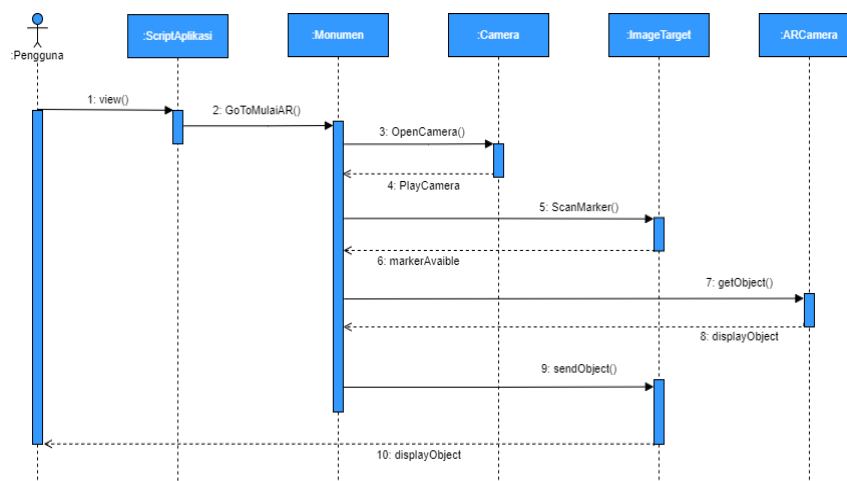 :Pengguna
:ScriptAplikasi
:Monumen
:Camera
:ImageTarget
:ARCamera
1: view()
2: GoToMulaiAR()
3: OpenCamera()
4: PlayCamera
5: ScanMarker()
6: markerAvaible
7: getObject()
8: displayObject
9: sendObject()
10: displayObject